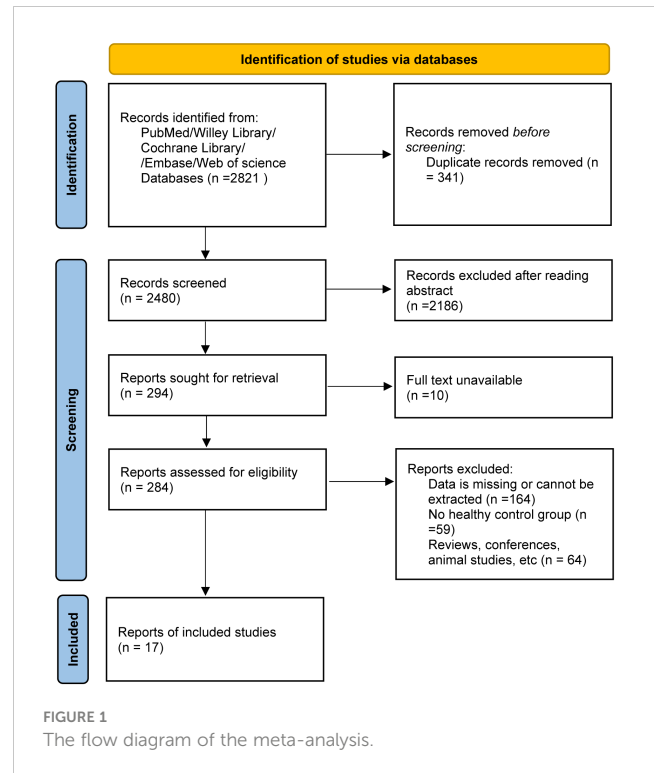 Identification of studies via databases
Identification
Records identified from:
PubMed/Willey Library/
Cochrane Library/
/Embase/Web of science
Databases (n =2821 )
Records removed before
screening:
Duplicate records removed (n
= 341)
Screening
Records screened
(n = 2480)
Records excluded after reading
abstract
(n =2186)
Reports sought for retrieval
(n = 294)
Full text unavailable
(n =10)
Reports assessed for eligibility
(n = 284)
Reports excluded:
Data is missing or cannot be
extracted (n =164)
No healthy control group (n
=59)
Reviews, conferences,
animal studies, etc (n = 64)
Included
Reports of included studies
(n = 17)
FIGURE 1
The flow diagram of the meta-analysis.